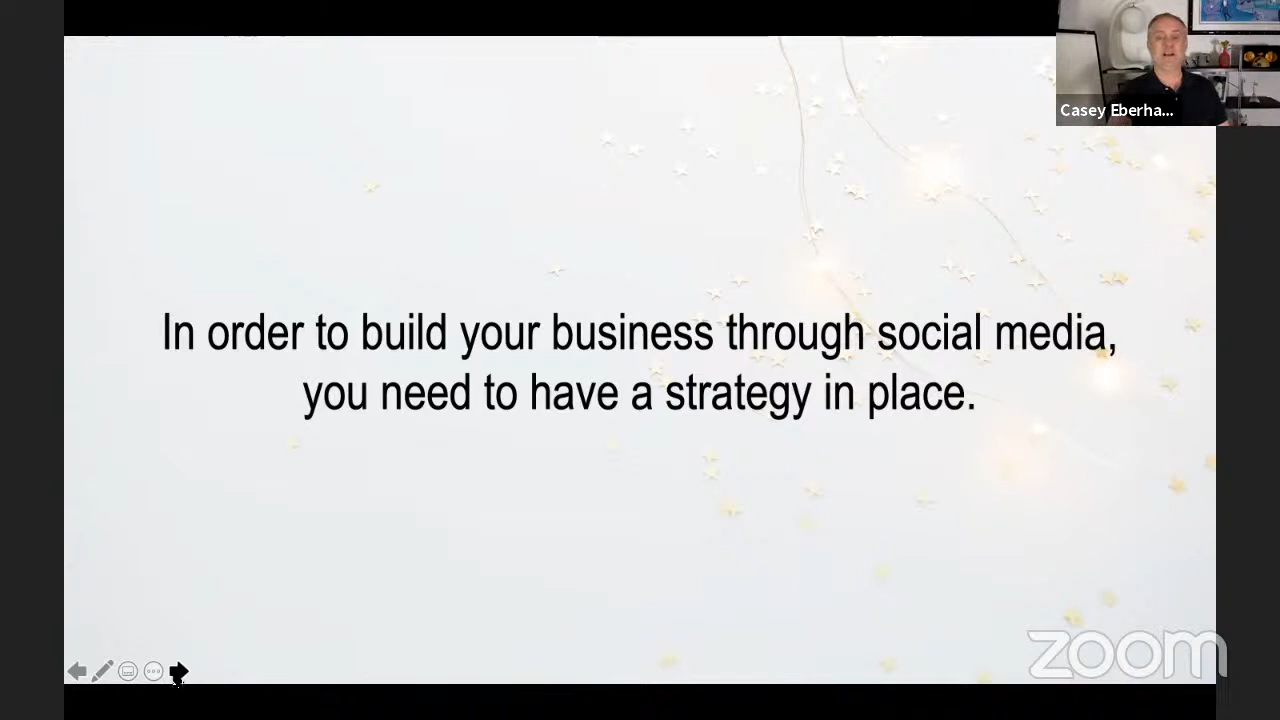 Casey Eberha...
In order to build your business through social media,
you need to have a strategy in place.
zoom